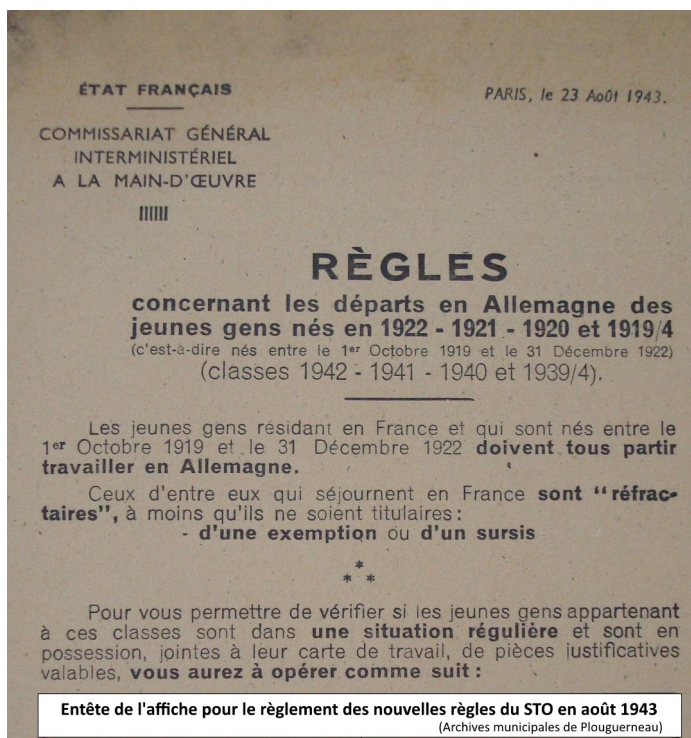 ÉTAT FRANÇAIS
PARIS, le 23 Août 1943.
COMMISSARIAT GÉNÉRAL
INTERMINISTÉRIEL
A LA MAIN-D'ŒUVRE
RÈGLES
concernant les départs en Allemagne des
jeunes gens nés en 1922 - 1921 - 1920 et 1919/4
(c'est-à-dire nés entre le 1er Octobre 1919 et le 31 Décembre 1922)
(classes 1942 - 1941 - 1940 et 1939/4).
Les jeunes gens résidant en France et qui sont nés entre le
1er Octobre 1919 et le 31 Décembre 1922 doivent tous partir
travailler en Allemagne.
Ceux d'entre eux qui séjournent en France sont "réfrac-
taires", à moins qu'ils ne soient titulaires :
- d'une exemption ou d'un sursis
*
* *
Pour vous permettre de vérifier si les jeunes gens appartenant
à ces classes sont dans une situation régulière et sont en
possession, jointes à leur carte de travail, de pièces justificatives
valables, vous aurez à opérer comme suit :
Entête de l'affiche pour le règlement des nouvelles règles du STO en août 1943
(Archives municipales de Plouguerneau)